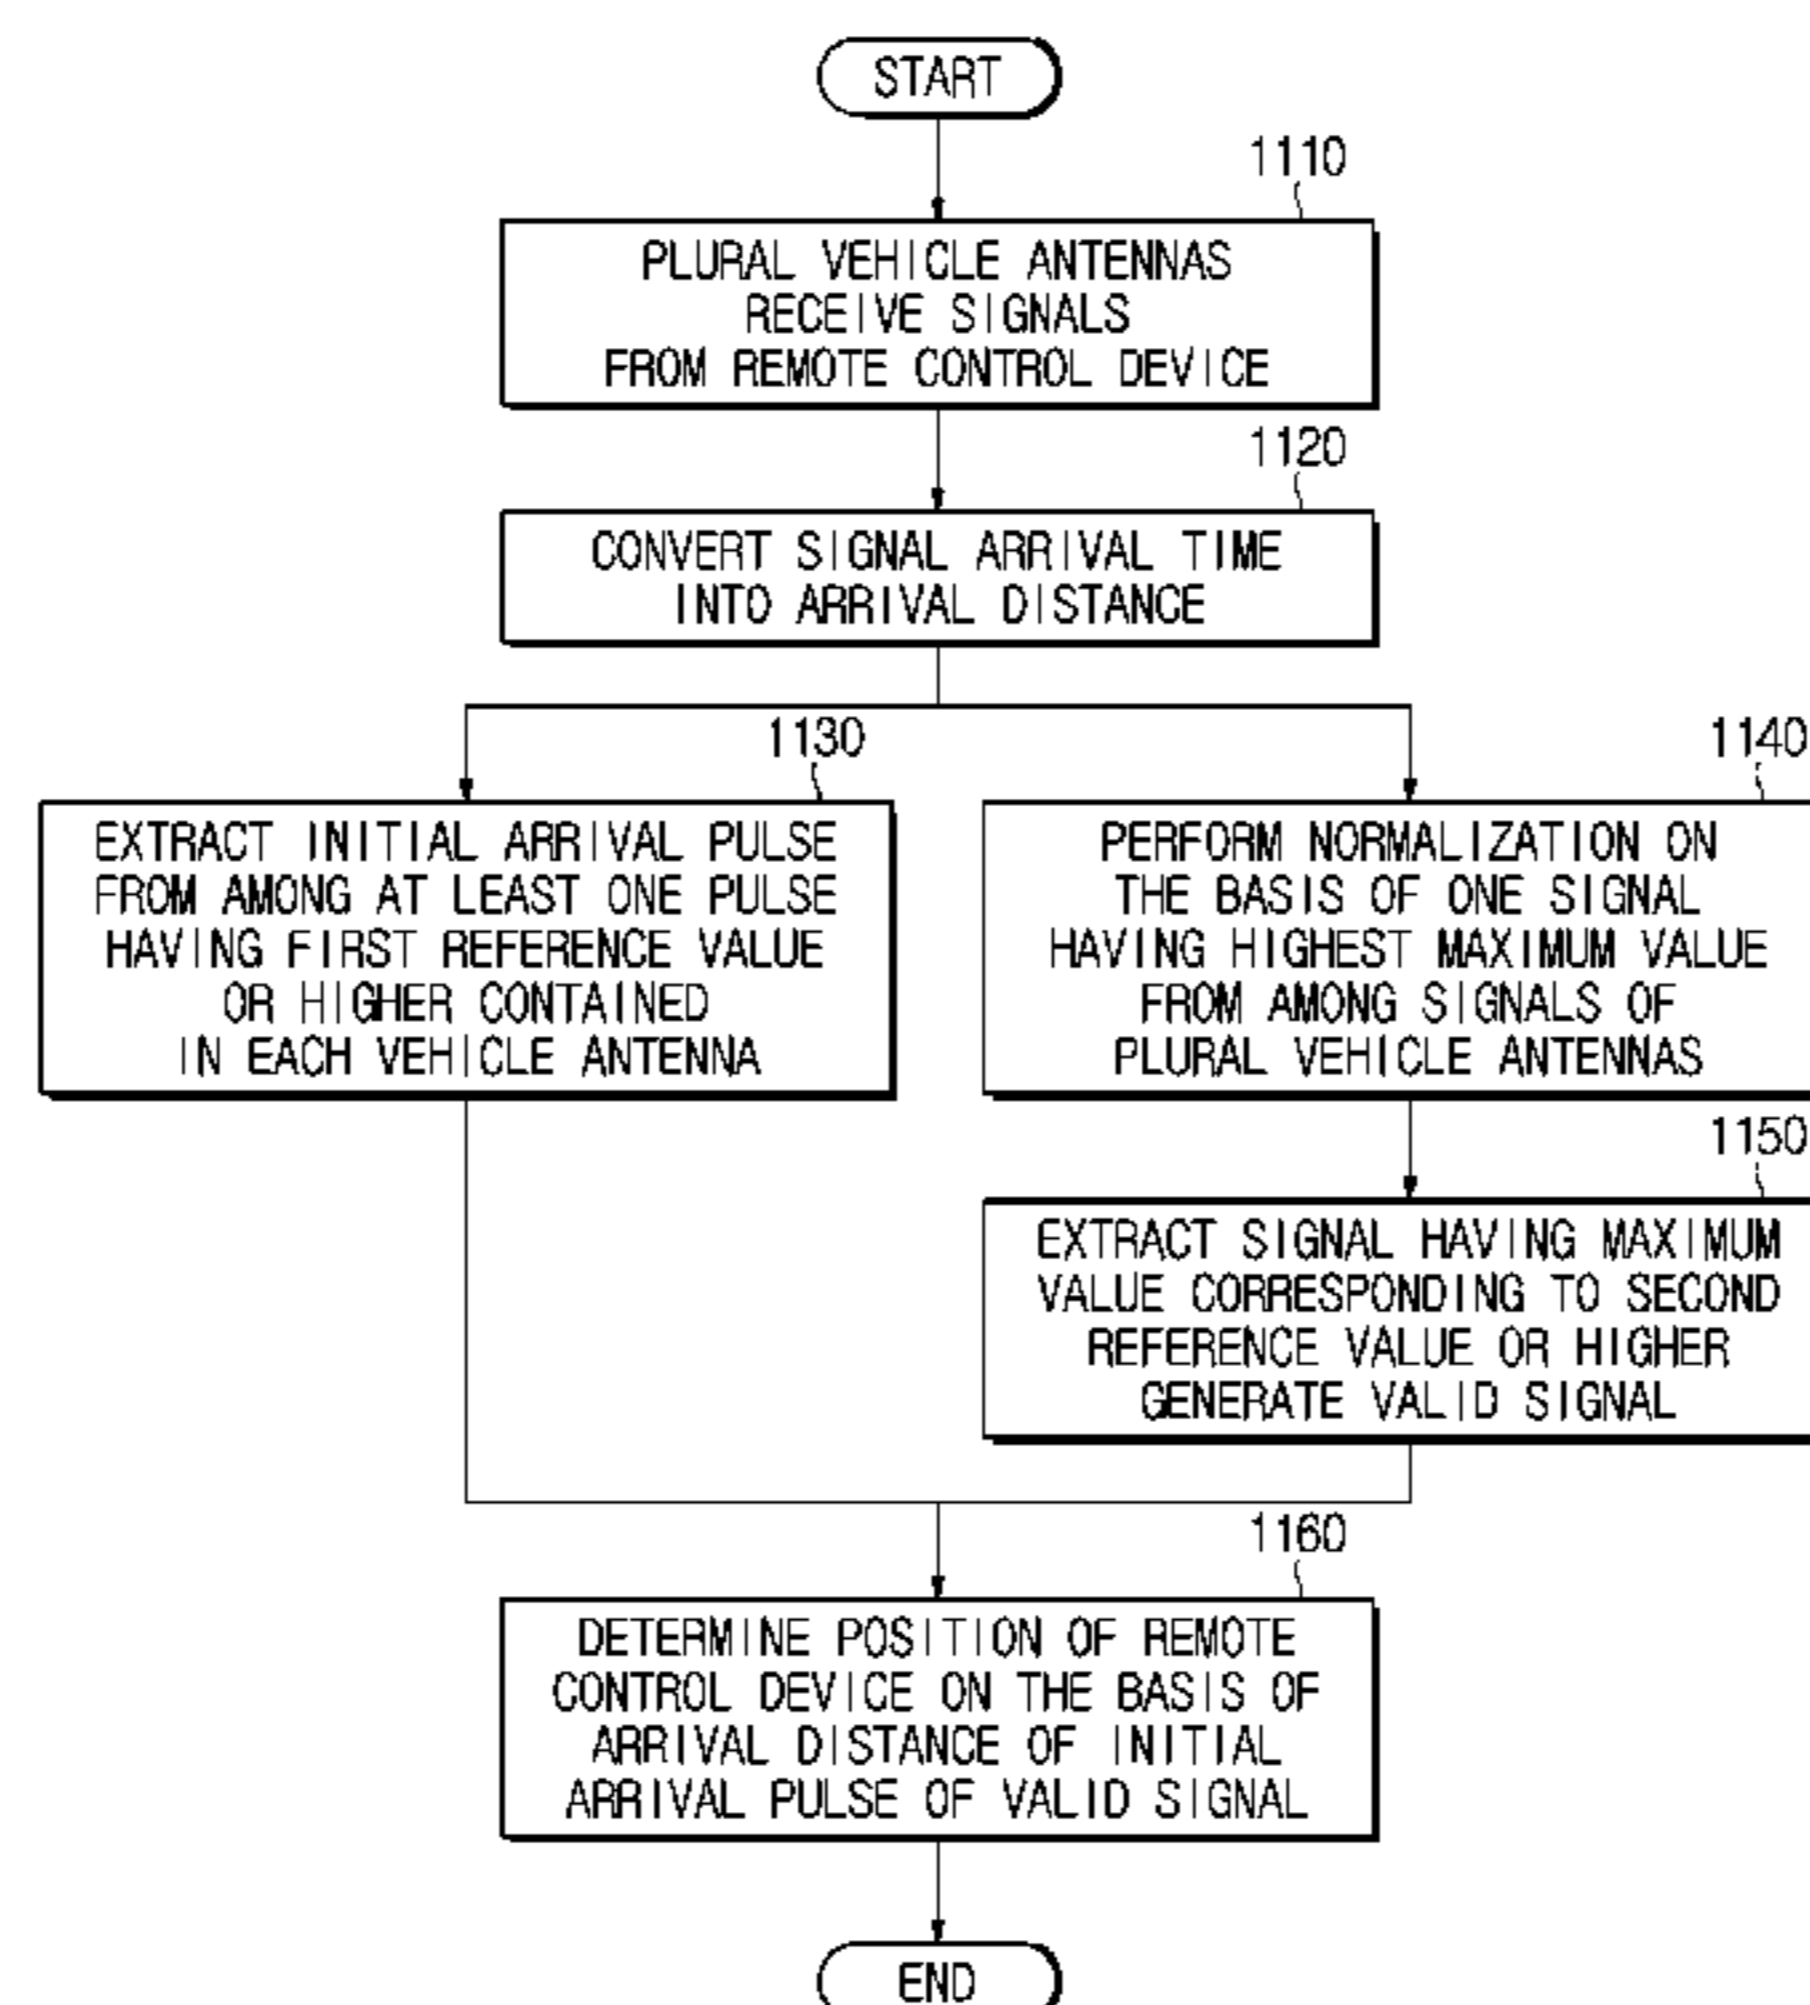 START
1110
PLURAL VEHICLE ANTENNAS
RECEIVE SIGNALS
FROM REMOTE CONTROL DEVICE
1120
CONVERT SIGNAL ARRIVAL TIME
INTO ARRIVAL DISTANCE
1130
EXTRACT INITIAL ARRIVAL PULSE
FROM AMONG AT LEAST ONE PULSE
HAVING FIRST REFERENCE VALUE
OR HIGHER CONTAINED
IN EACH VEHICLE ANTENNA
1140
PERFORM NORMALIZATION ON
THE BASIS OF ONE SIGNAL
HAVING HIGHEST MAXIMUM VALUE
FROM AMONG SIGNALS OF
PLURAL VEHICLE ANTENNAS
1150
EXTRACT SIGNAL HAVING MAXIMUM
VALUE CORRESPONDING TO SECOND
REFERENCE VALUE OR HIGHER
GENERATE VALID SIGNAL
1160
DETERMINE POSITION OF REMOTE
CONTROL DEVICE ON THE BASIS OF
ARRIVAL DISTANCE OF INITIAL
ARRIVAL PULSE OF VALID SIGNAL
END